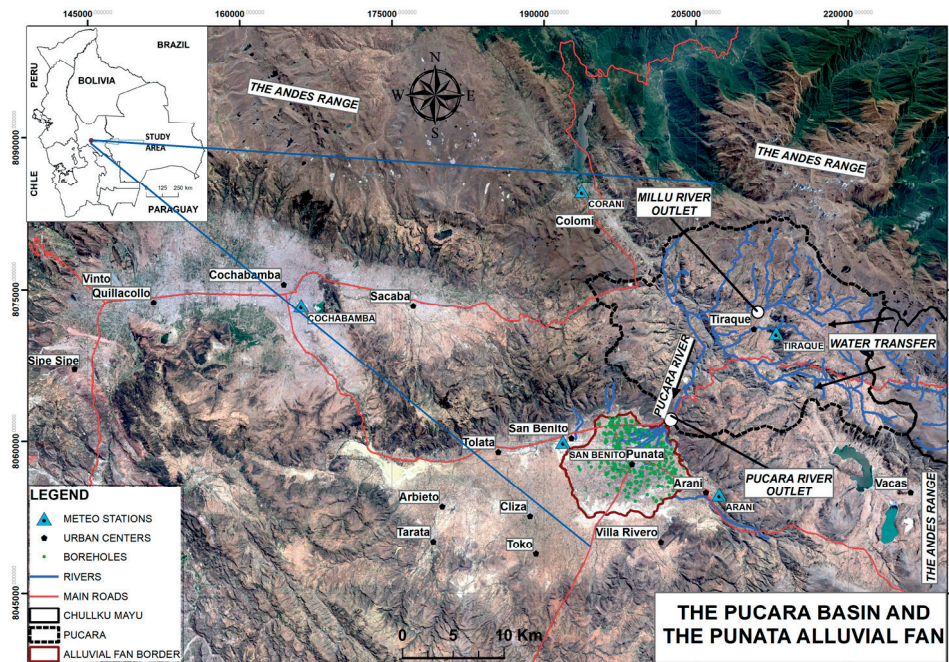 145000
160000
175000
190000
205000
220000
BRAZIL
PERU
BOLIVIA
STUDY
AREA
CHLE
125 250 km
PARAGUAY
N
W E
S
THE ANDES RANGE
THE ANDES RANGE
8090000
8075000
8060000
8045000
CORANI
Colomi
MILLU RIVER
OUTLET
Vinto
Quillacollo
Cochabamba
COCHABAMBA
Sacaba
Tiraque
TIRAQUE
WATER TRANSFER
Sipe Sipe
PUCARA RIVER
San Benito
SAN BENITO
Punata
Tolata
PUCARA RIVER
OUTLET
Arani
ARANI
Vacas
THE ANDES RANGE
Arbieto
Cliza
Tarata
Toko
Villa Rivero
LEGEND
METEO STATIONS
URBAN CENTERS
BOREHOLES
RIVERS
MAIN ROADS
CHULLKU MAYU
PUCARA
ALLUVIAL FAN BORDER
0 5 10 Km
THE PUCARA BASIN AND
THE PUNATA ALLUVIAL FAN